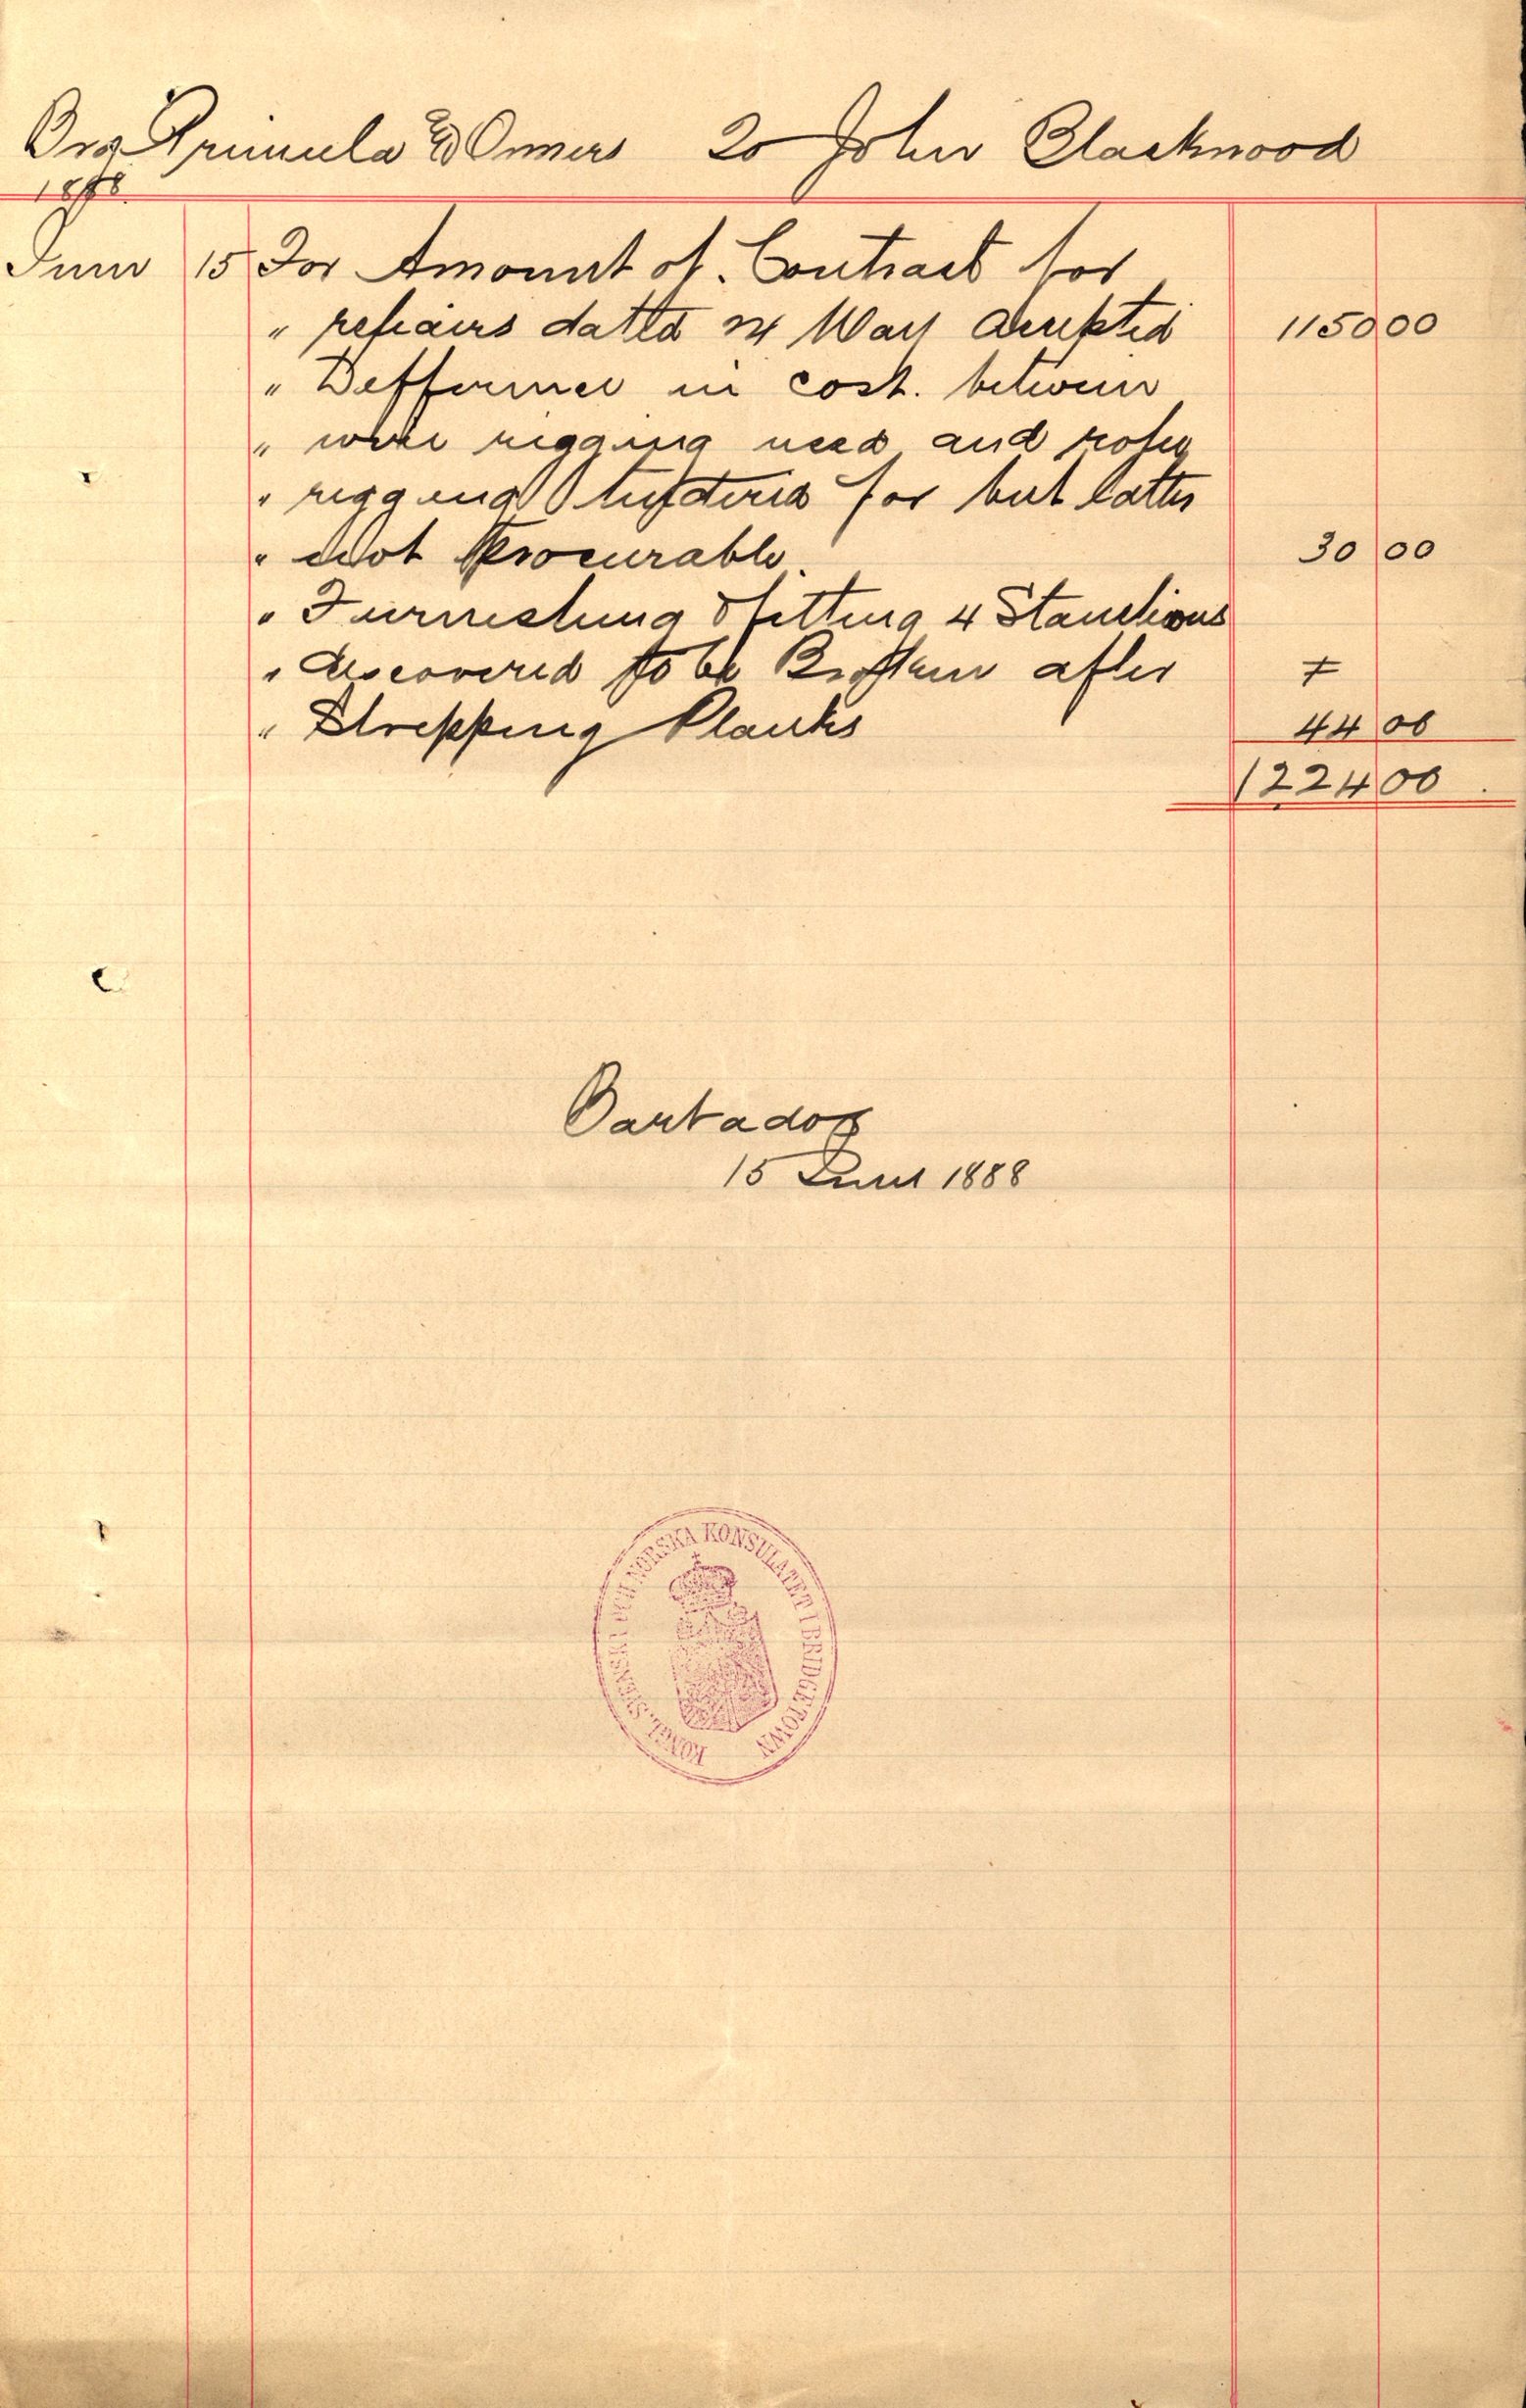 Brg Primula & Owners To John Blackwood
1888.
June 15 For Amount of Contract for
" repairs dated 24 May accepted 1150 00
" Defference in cost. between
" wire rigging used and rope
" rigging for but latter
" not Procurable. 30 00
" Furnishing & fitting 4 Stanchions
" discovered to be Broken after
" Stripping Planks 44 00
1224 00
Barbados
15 June 1888
KONGL. SVENSKA OCH NORSKA KONSULATET I BRIDGETOWN